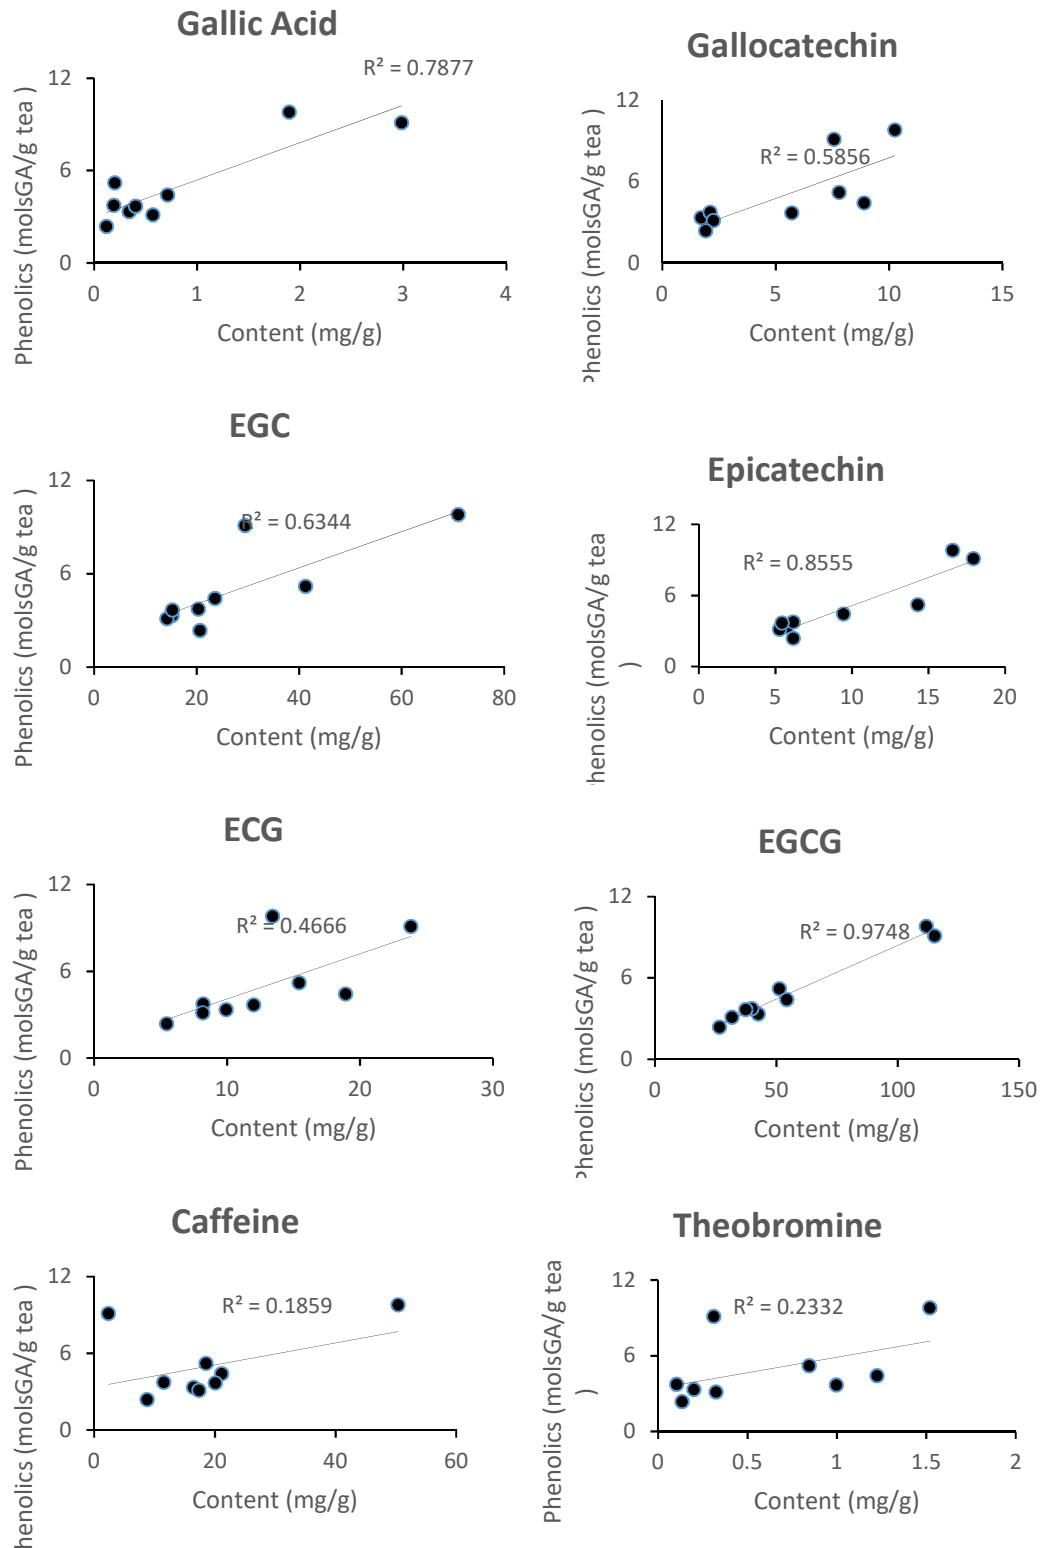 Gallic Acid
R² = 0.7877
12
6
0
0 1 2 3 4
Content (mg/g)
Phenolics (molsGA/g tea )
Gallocatechin
R² = 0.5856
12
6
0
0 5 10 15
Content (mg/g)
Phenolics (molsGA/g tea )
EGC
R² = 0.6344
12
6
0
0 20 40 60 80
Content (mg/g)
Phenolics (molsGA/g tea )
Epicatechin
R² = 0.8555
12
6
0
0 5 10 15 20
Content (mg/g)
henolics (molsGA/g tea
)
ECG
R² = 0.4666
12
6
0
0 10 20 30
Content (mg/g)
Phenolics (molsGA/g tea )
EGCG
R² = 0.9748
12
6
0
0 50 100 150
Content (mg/g)
Phenolics (molsGA/g tea )
Caffeine
R² = 0.1859
12
6
0
0 20 40 60
Content (mg/g)
henolics (molsGA/g tea )
Theobromine
R² = 0.2332
12
6
0
0 0.5 1 1.5 2
Content (mg/g)
Phenolics (molsGA/g tea
)